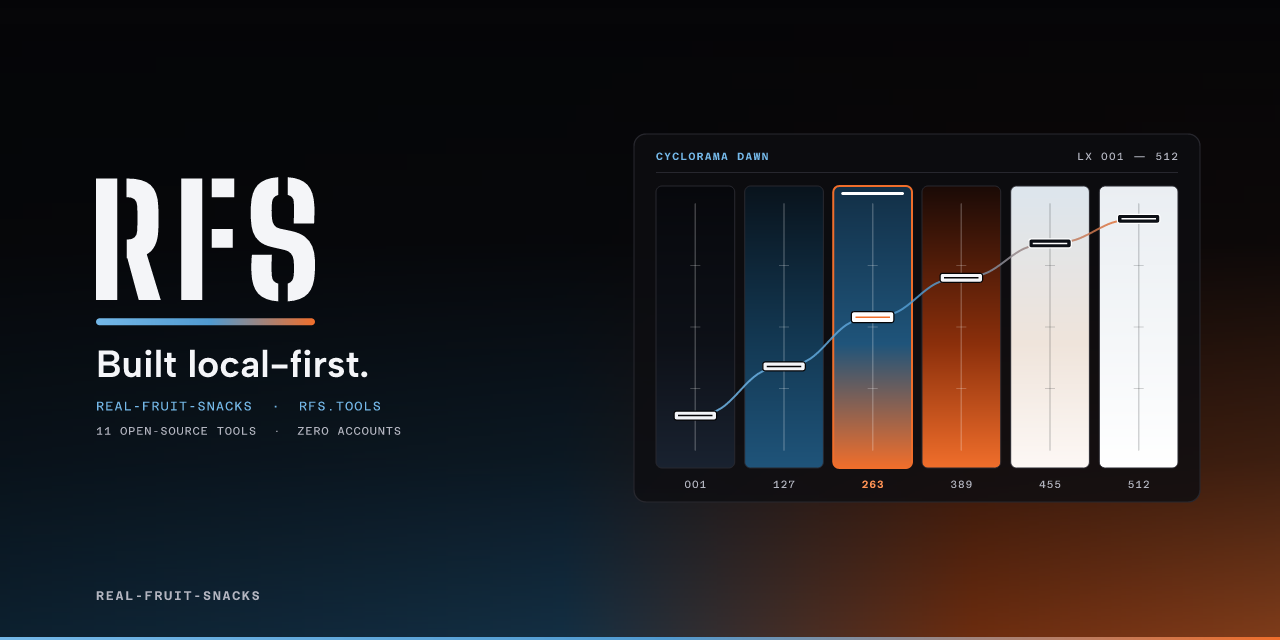 RFS
Built local-first.
REAL-FRUIT-SNACKS · RFS.TOOLS
11 OPEN-SOURCE TOOLS · ZERO ACCOUNTS
REAL-FRUIT-SNACKS
CYCLORAMA DAWN LX 001 — 512
001 127 263 389 455 512